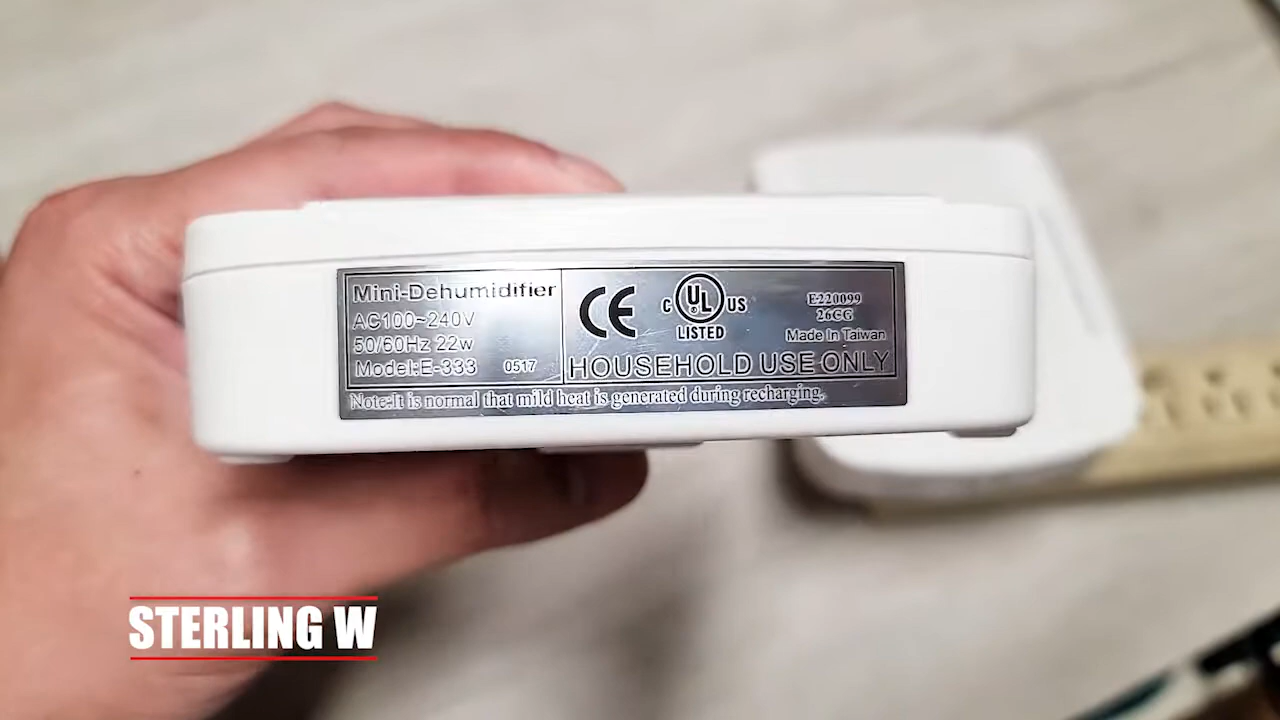 Mini-Dehumidifier
AC100~240V
50/60Hz 22w
Model:E-333 0517
CE
C UL ® US
LISTED
E220099
26CG
Made In Taiwan
HOUSEHOLD USE ONLY
Note:It is normal that mild heat is generated during recharging.
STERLING W